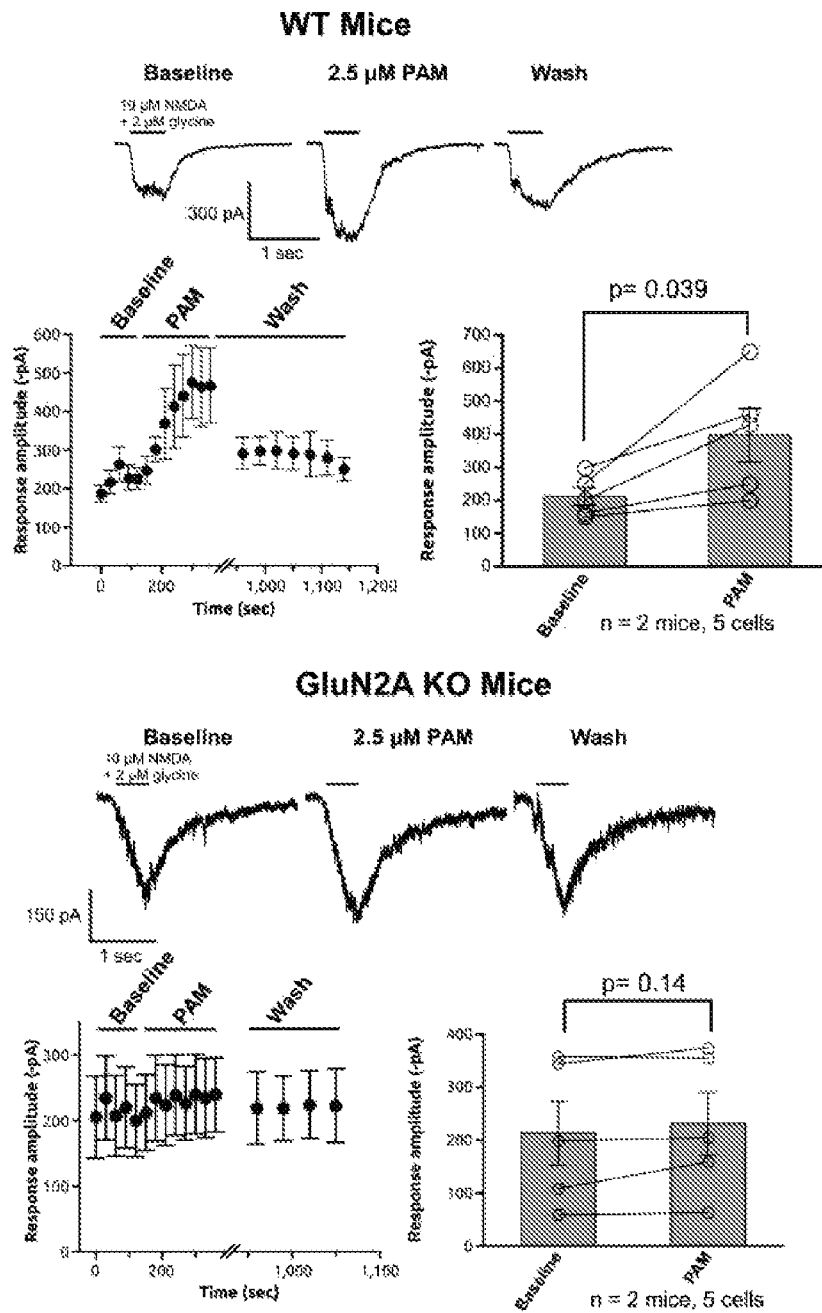 WT Mice
Baseline
2.5 µM PAM
Wash
10 µM NMDA
+ 2 µM glycine
300 pA
1 sec
Baseline
PAM
Wash
Response amplitude (-pA)
600
500
400
300
200
100
0
0
200
1,000
1,100
1,200
Time (sec)
p= 0.039
Response amplitude (-pA)
700
600
500
400
300
200
100
0
Baseline
PAM
n = 2 mice, 5 cells
GluN2A KO Mice
Baseline
2.5 µM PAM
Wash
10 µM NMDA
+ 2 µM glycine
150 pA
1 sec
Baseline
PAM
Wash
Response amplitude (-pA)
300
200
100
0
0
200
1,000
1,100
Time (sec)
p= 0.14
Response amplitude (-pA)
400
300
200
100
0
Baseline
PAM
n = 2 mice, 5 cells